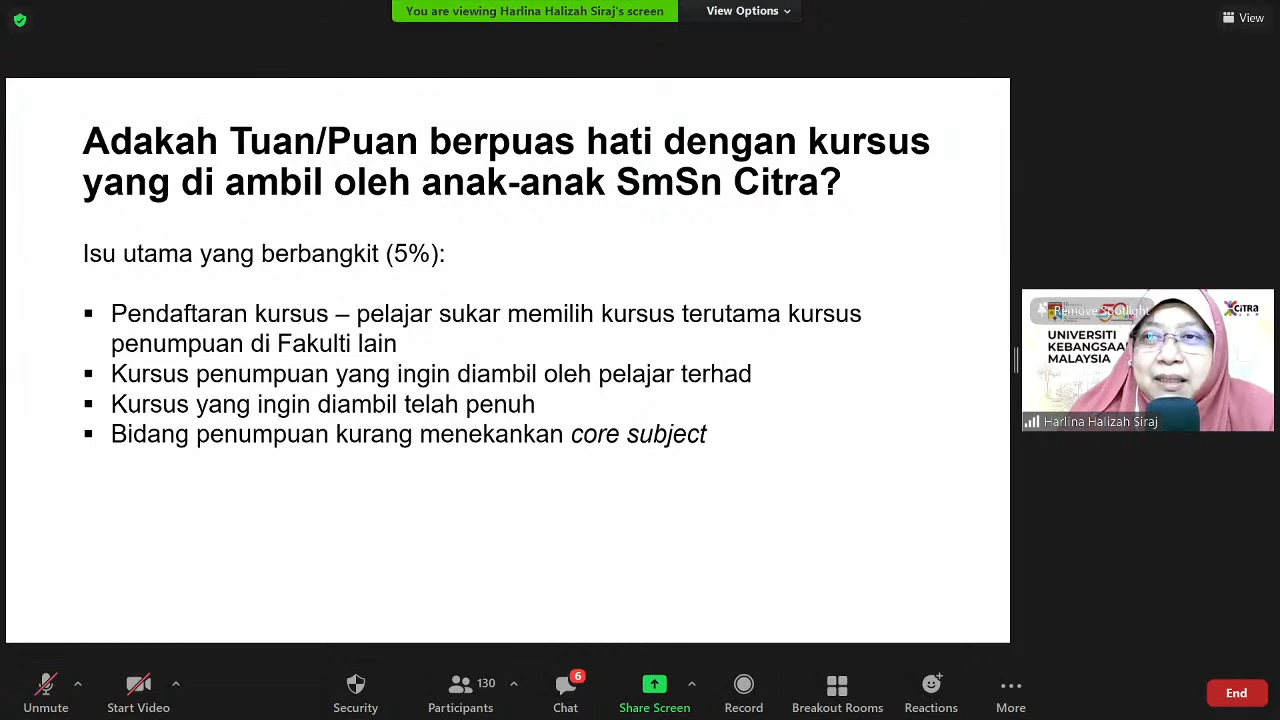 You are viewing Harlina Halizah Siraj's screen
View Options
View
Adakah Tuan/Puan berpuas hati dengan kursus
yang di ambil oleh anak-anak SmSn Citra?
Isu utama yang berbangkit (5%):
▪ Pendaftaran kursus – pelajar sukar memilih kursus terutama kursus
penumpuan di Fakulti lain
▪ Kursus penumpuan yang ingin diambil oleh pelajar terhad
▪ Kursus yang ingin diambil telah penuh
▪ Bidang penumpuan kurang menekankan core subject
Remove Spotlight
CiTRA
UNIVERSITI
KEBANGSAA
MALAYSIA
Harlina Halizah Siraj
Unmute
Start Video
Security
Participants
130
Chat
6
Share Screen
Record
Breakout Rooms
Reactions
More
End